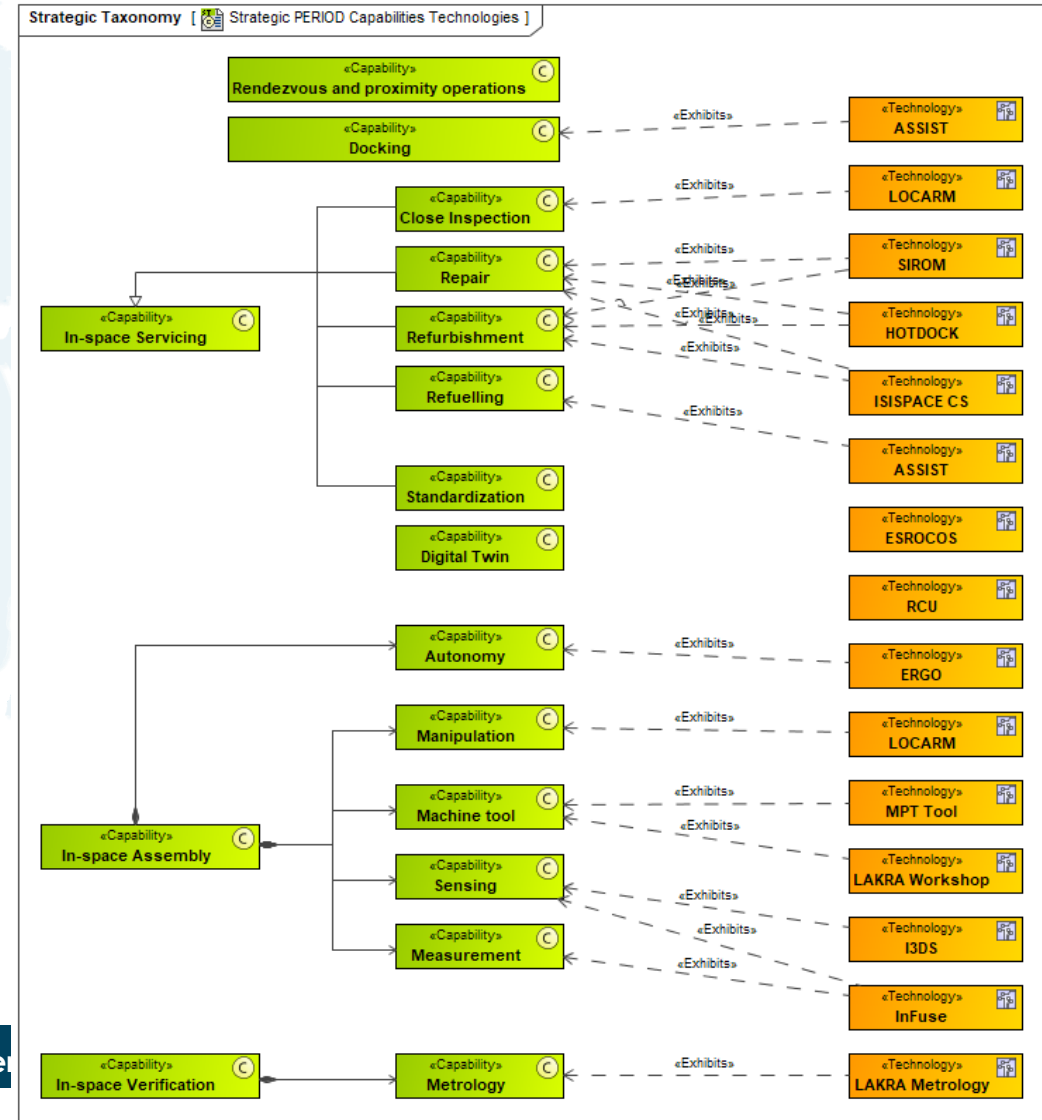 Strategic Taxonomy [ Strategic PERIOD Capabilities Technologies ]
«Capability»
Rendezvous and proximity operations
«Capability»
Docking
«Exhibits»
«Technology»
ASSIST
«Capability»
Close Inspection
«Exhibits»
«Technology»
LOCARM
«Capability»
Repair
«Exhibits»
«Exhibits»
«Exhibits»
«Technology»
SIROM
«Capability»
In-space Servicing
«Capability»
Refurbishment
«Exhibits»
«Exhibits»
«Exhibits»
«Technology»
HOTDOCK
«Capability»
Refuelling
«Exhibits»
«Technology»
ISISPACE CS
«Technology»
ASSIST
«Capability»
Standardization
«Capability»
Digital Twin
«Technology»
ESROCOS
«Technology»
RCU
«Capability»
Autonomy
«Exhibits»
«Technology»
ERGO
«Capability»
Manipulation
«Exhibits»
«Technology»
LOCARM
«Capability»
Machine tool
«Exhibits»
«Exhibits»
«Technology»
MPT Tool
«Capability»
In-space Assembly
«Capability»
Sensing
«Exhibits»
«Exhibits»
«Technology»
LAKRA Workshop
«Capability»
Measurement
«Exhibits»
«Technology»
I3DS
«Technology»
InFuse
«Capability»
In-space Verification
«Capability»
Metrology
«Exhibits»
«Technology»
LAKRA Metrology